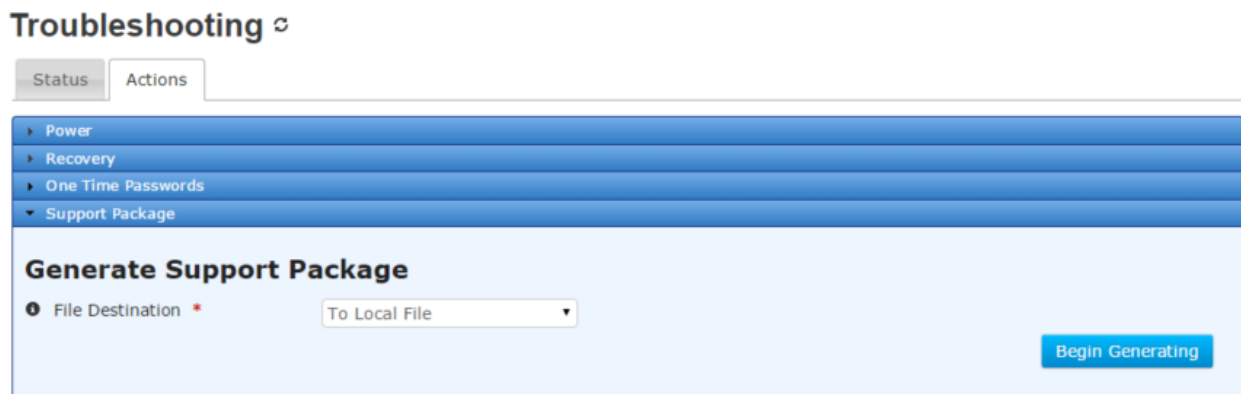 Troubleshooting
Status Actions
Power
Recovery
One Time Passwords
Support Package
Generate Support Package
File Destination * To Local File
Begin Generating